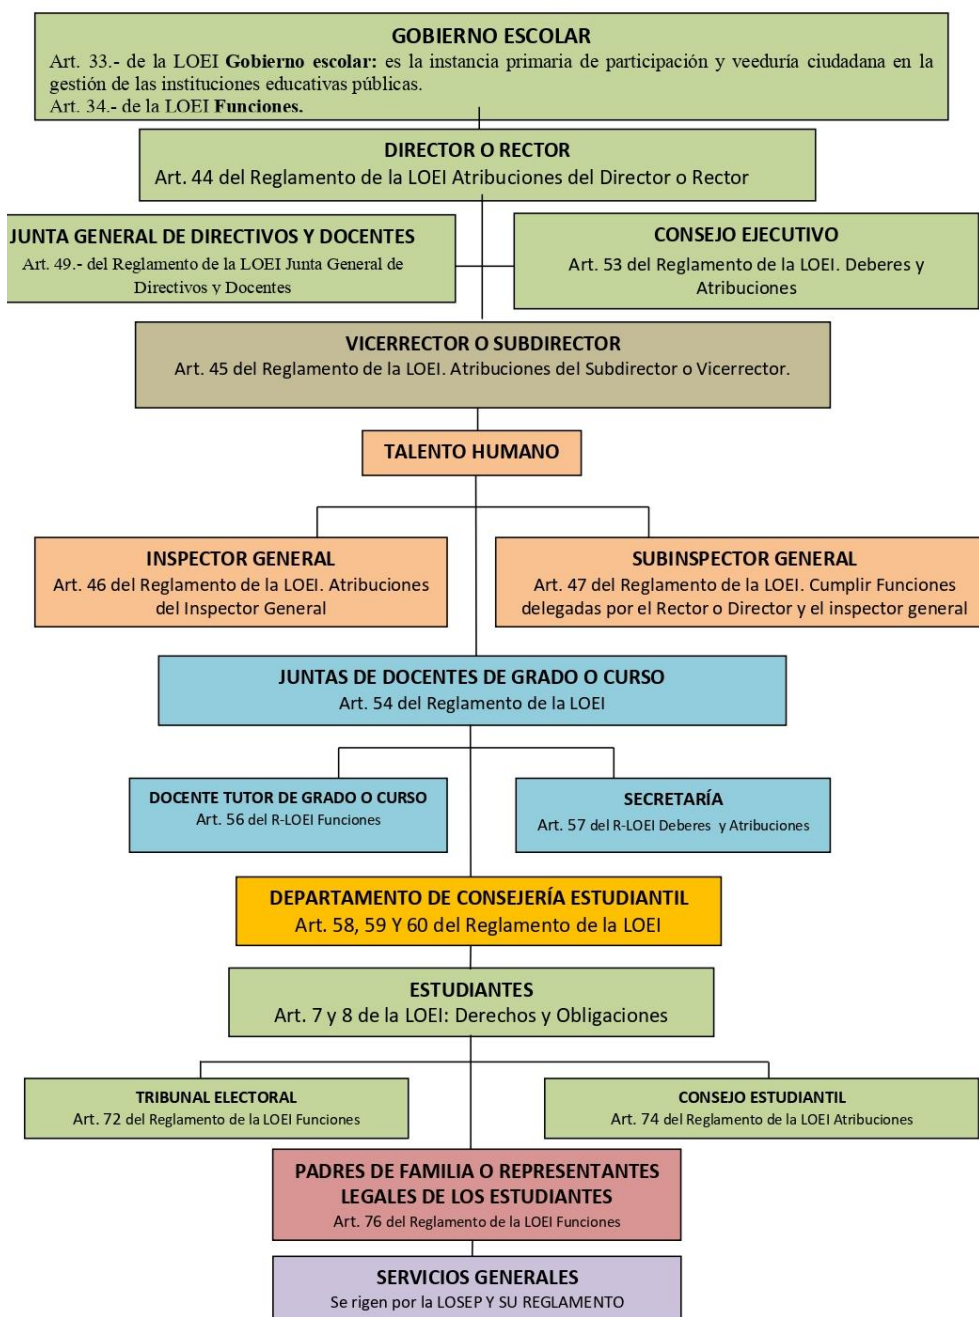 GOBIERNO ESCOLAR
Art. 33.- de la LOEI Gobierno escolar: es la instancia primaria de participación y veeduría ciudadana en la
gestión de las instituciones educativas públicas.
Art. 34.- de la LOEI Funciones.
DIRECTOR O RECTOR
Art. 44 del Reglamento de la LOEI Atribuciones del Director o Rector
JUNTA GENERAL DE DIRECTIVOS Y DOCENTES
Art. 49.- del Reglamento de la LOEI Junta General de
Directivos y Docentes
CONSEJO EJECUTIVO
Art. 53 del Reglamento de la LOEI. Deberes y
Atribuciones
VICERRECTOR O SUBDIRECTOR
Art. 45 del Reglamento de la LOEI. Atribuciones del Subdirector o Vicerrector.
TALENTO HUMANO
INSPECTOR GENERAL
Art. 46 del Reglamento de la LOEI. Atribuciones
del Inspector General
SUBINSPECTOR GENERAL
Art. 47 del Reglamento de la LOEI. Cumplir Funciones
delegadas por el Rector o Director y el inspector general
JUNTAS DE DOCENTES DE GRADO O CURSO
Art. 54 del Reglamento de la LOEI
DOCENTE TUTOR DE GRADO O CURSO
Art. 56 del R-LOEI Funciones
SECRETARÍA
Art. 57 del R-LOEI Deberes y Atribuciones
DEPARTAMENTO DE CONSEJERÍA ESTUDIANTIL
Art. 58, 59 Y 60 del Reglamento de la LOEI
ESTUDIANTES
Art. 7 y 8 de la LOEI: Derechos y Obligaciones
TRIBUNAL ELECTORAL
Art. 72 del Reglamento de la LOEI Funciones
CONSEJO ESTUDIANTIL
Art. 74 del Reglamento de la LOEI Atribuciones
PADRES DE FAMILIA O REPRESENTANTES
LEGALES DE LOS ESTUDIANTES
Art. 76 del Reglamento de la LOEI Funciones
SERVICIOS GENERALES
Se rigen por la LOSEP Y SU REGLAMENTO